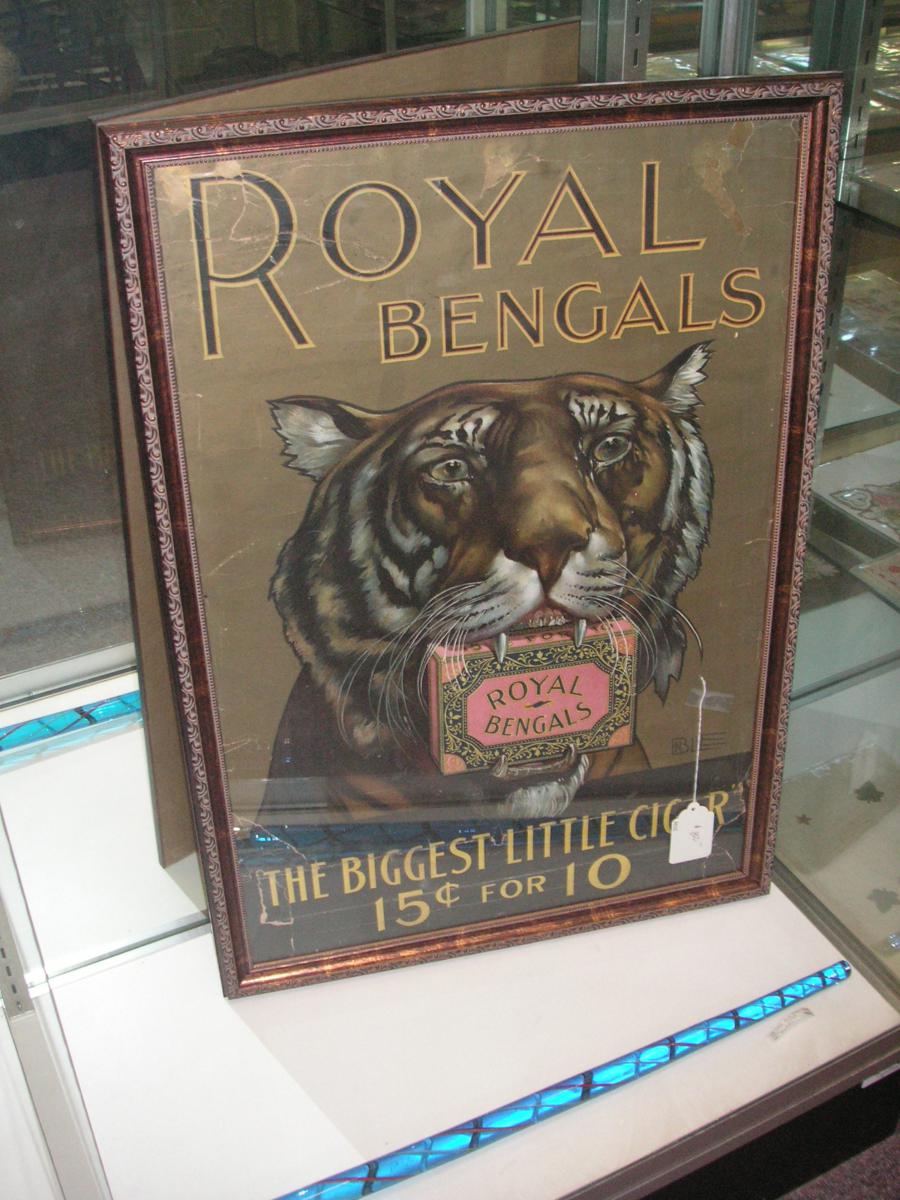 ROYAL
BENGALS
ROYAL
BENGALS
THE BIGGEST LITTLE CIGAR
15¢ FOR 10